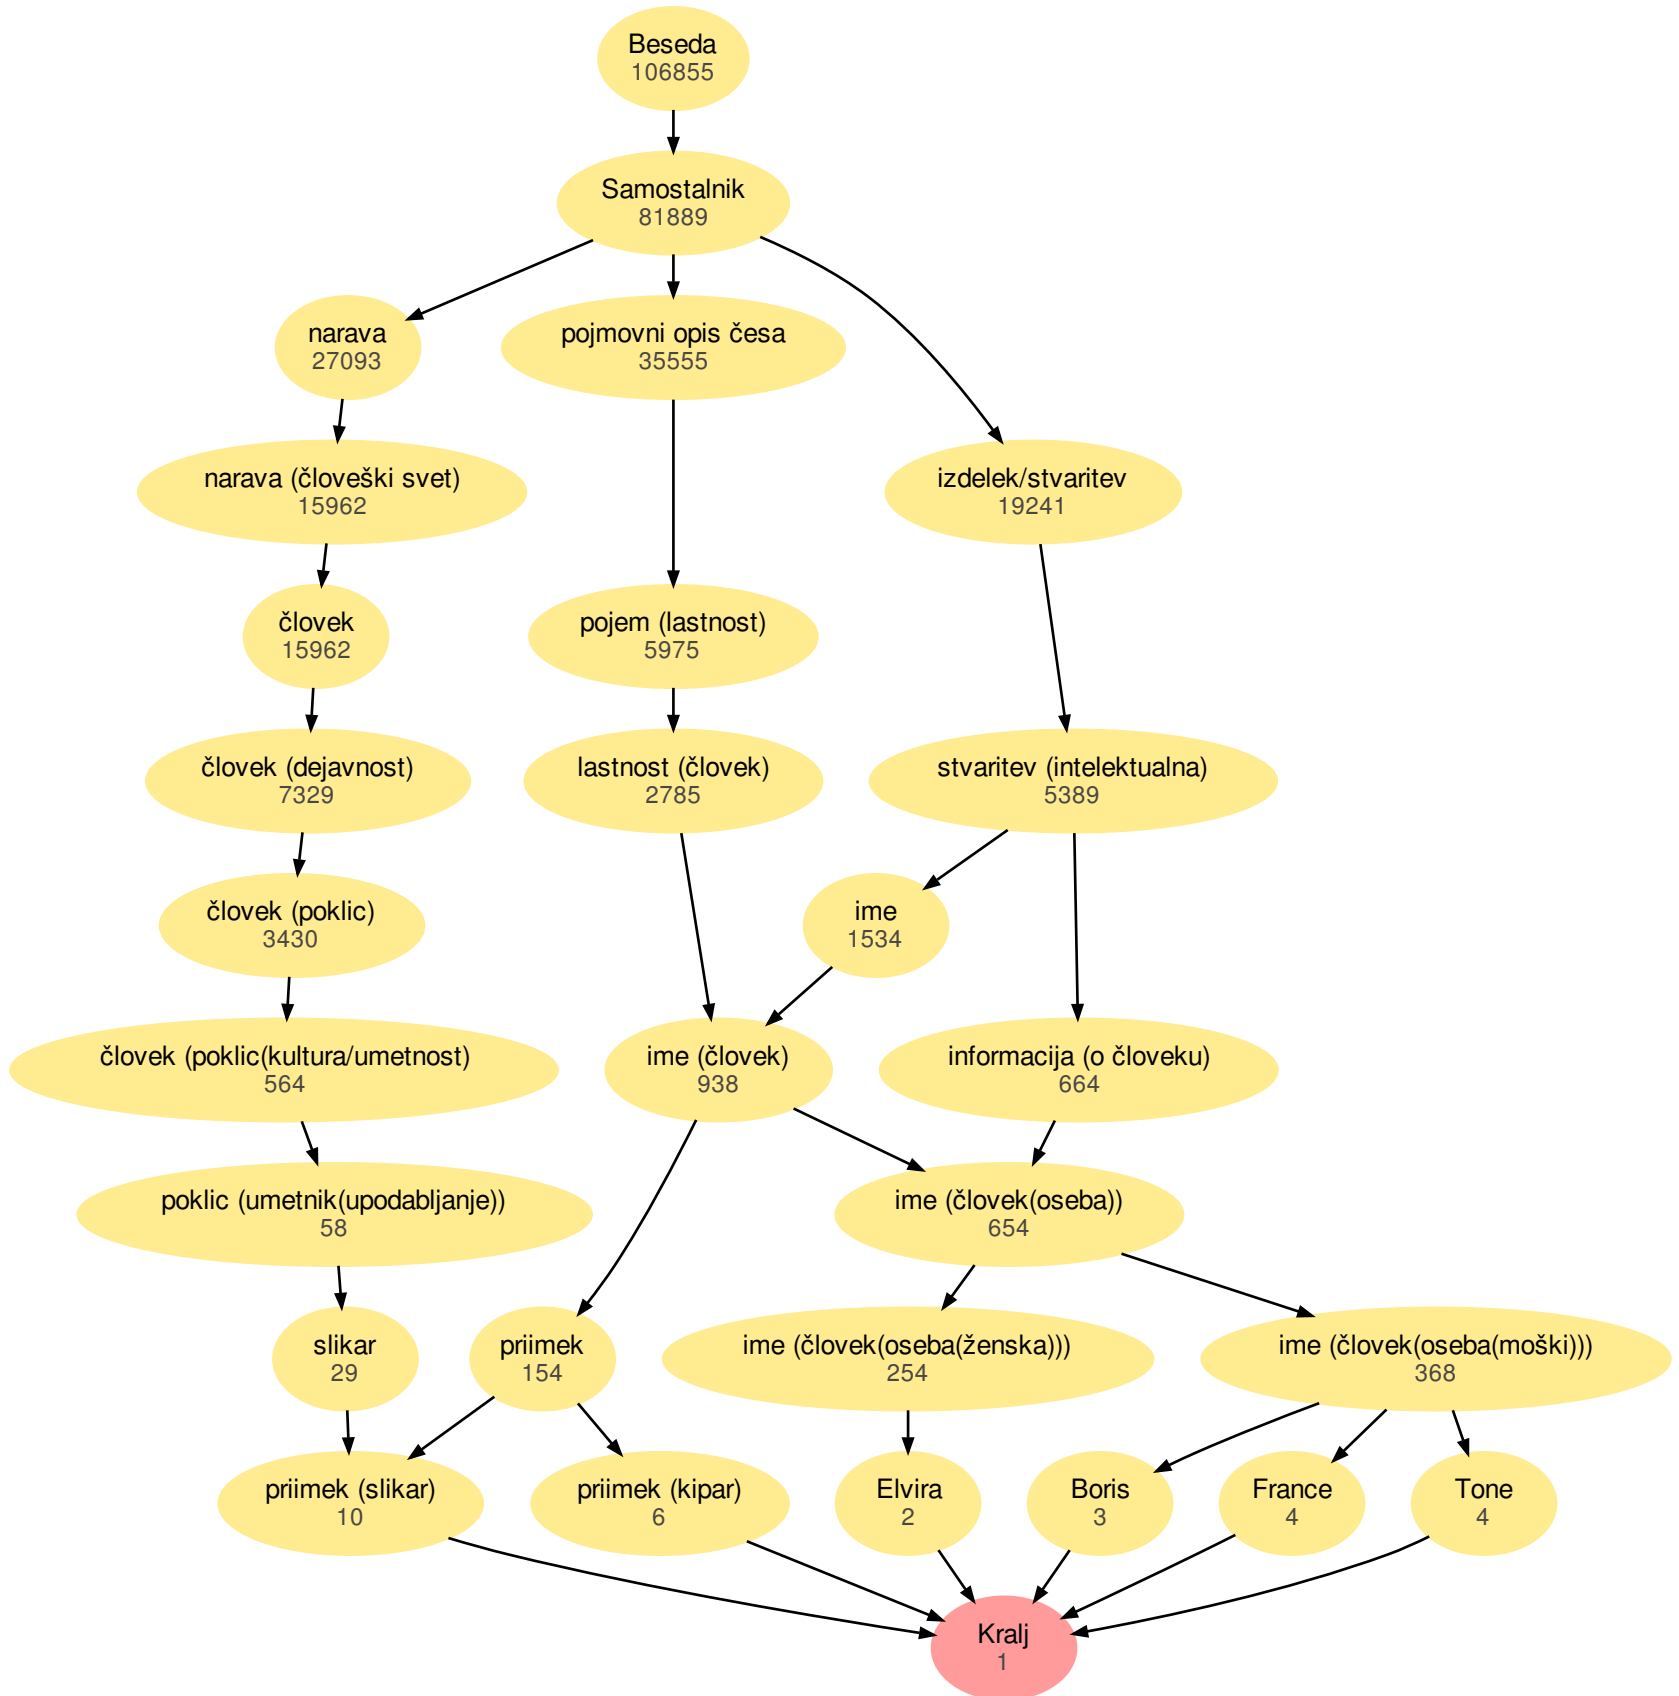 Beseda
106855
Samostalnik
81889
narava
27093
pojmovni opis česa
35555
narava (človeški svet)
15962
izdelek/stvaritev
19241
človek
15962
pojem (lastnost)
5975
človek (dejavnost)
7329
lastnost (človek)
2785
stvaritev (intelektualna)
5389
človek (poklic)
3430
ime
1534
človek (poklic(kultura/umetnost)
564
ime (človek)
938
informacija (o človeku)
664
poklic (umetnik(upodabljanje))
58
ime (človek(oseba))
654
slikar
29
priimek
154
ime (človek(oseba(ženska)))
254
ime (človek(oseba(moški)))
368
priimek (slikar)
10
priimek (kipar)
6
Elvira
2
Boris
3
France
4
Tone
4
Kralj
1